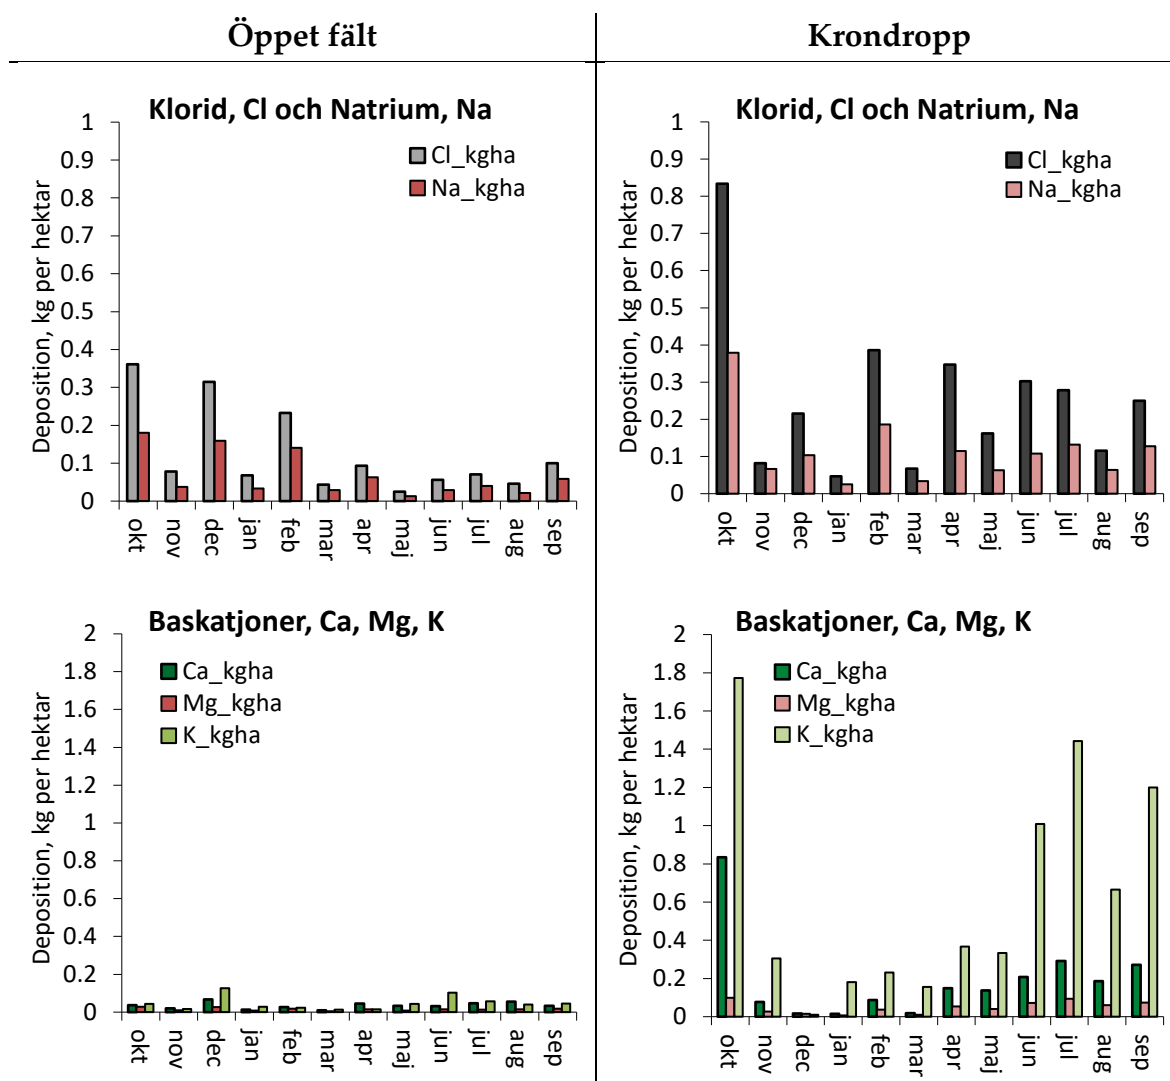 Öppet fält
Krondropp
Klorid, Cl och Natrium, Na
Deposition, kg per hektar
1
0.9
0.8
0.7
0.6
0.5
0.4
0.3
0.2
0.1
0
Cl_kgha
Na_kgha
okt
nov
dec
jan
feb
mar
apr
maj
jun
jul
aug
sep
Klorid, Cl och Natrium, Na
Deposition, kg per hektar
1
0.9
0.8
0.7
0.6
0.5
0.4
0.3
0.2
0.1
0
Cl_kgha
Na_kgha
okt
nov
dec
jan
feb
mar
apr
maj
jun
jul
aug
sep
Baskatjoner, Ca, Mg, K
Deposition, kg per hektar
2
1.8
1.6
1.4
1.2
1
0.8
0.6
0.4
0.2
0
Ca_kgha
Mg_kgha
K_kgha
okt
nov
dec
jan
feb
mar
apr
maj
jun
jul
aug
sep
Baskatjoner, Ca, Mg, K
Deposition, kg per hektar
2
1.8
1.6
1.4
1.2
1
0.8
0.6
0.4
0.2
0
Ca_kgha
Mg_kgha
K_kgha
okt
nov
dec
jan
feb
mar
apr
maj
jun
jul
aug
sep